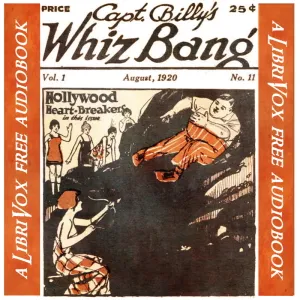 A LIBRIVOX FREE AUDIOBOOK
PRICE
Capt. Billy's
25¢
Whiz Bang
Vol. 1
August, 1920
No. 11
Hollywood
Heart-Breakers
in this issue
A LIBRIVOX FREE AUDIOBOOK